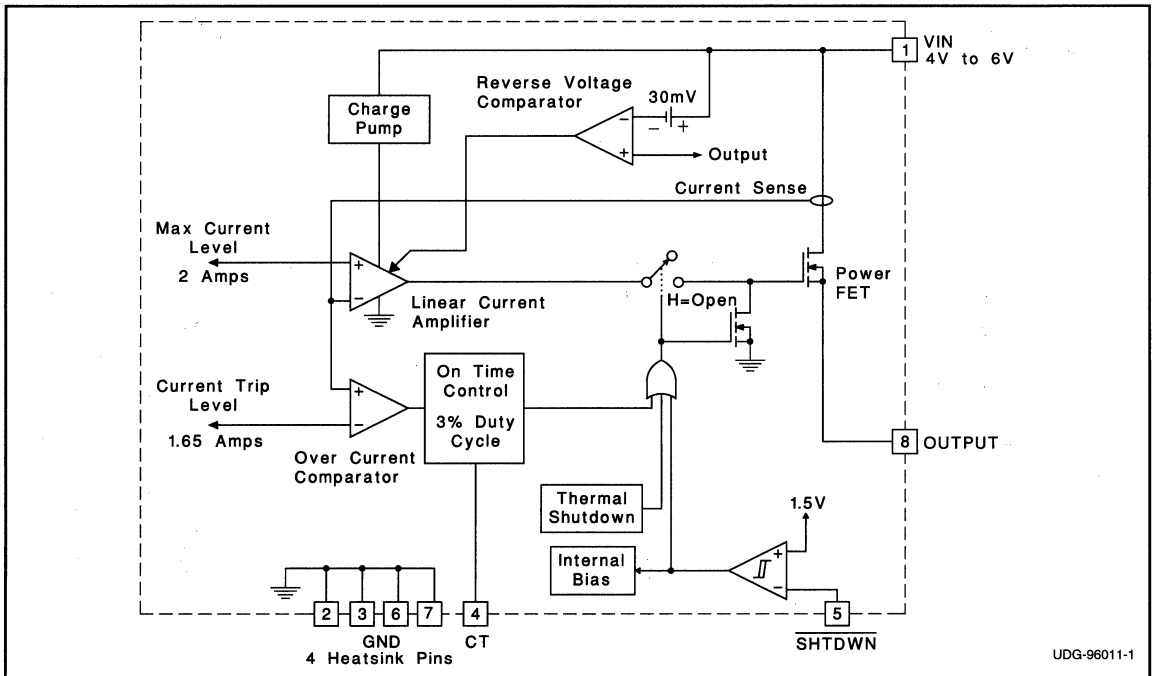 1 VIN
4V to 6V
Reverse Voltage
Comparator
30mV
− +
Charge
Pump
−
+
Output
Current Sense
Max Current
Level
2 Amps
+
−
Linear Current
Amplifier
H=Open
Power
FET
Current Trip
Level
1.65 Amps
+
−
Over Current
Comparator
On Time
Control
3% Duty
Cycle
8 OUTPUT
Thermal
Shutdown
1.5V
Internal
Bias
+
−
2 3 6 7 4 5
GND CT SHTDWN
4 Heatsink Pins
UDG-96011-1